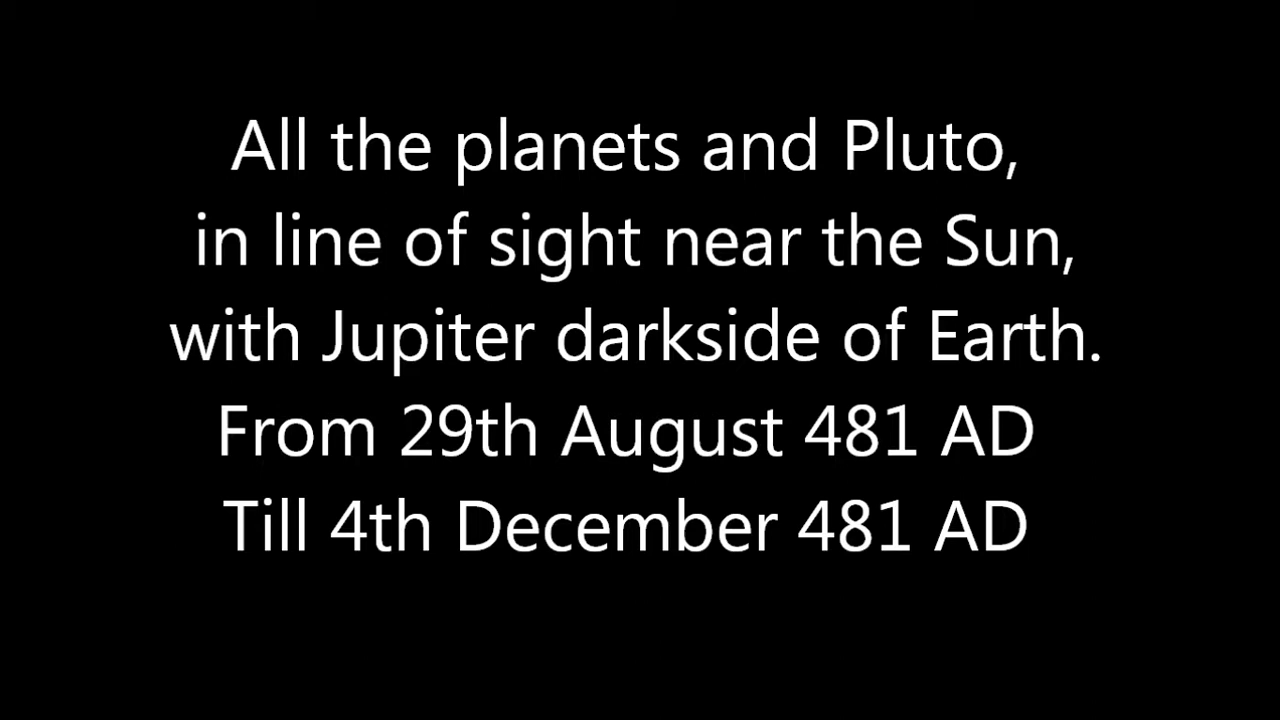 All the planets and Pluto,
in line of sight near the Sun,
with Jupiter darkside of Earth.
From 29th August 481 AD
Till 4th December 481 AD